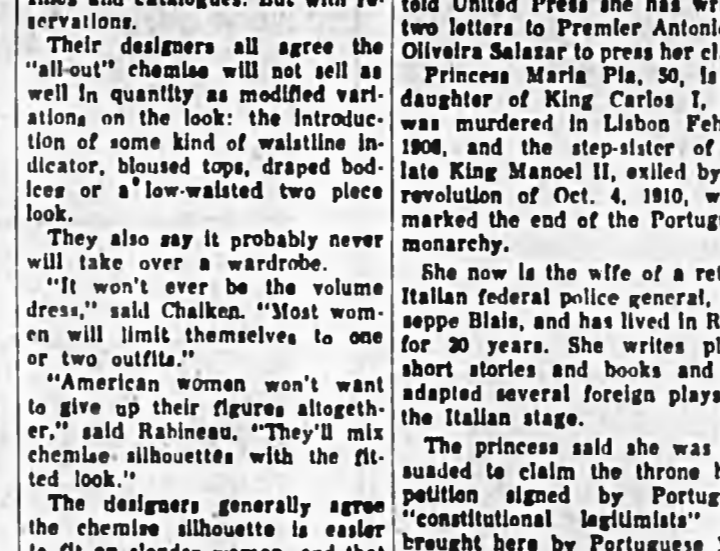 servations.
Their designers all agree the
"all-out" chemise will not sell as
well in quantity as modified vari-
ations on the look: the introduc-
tion of some kind of waistline in-
dicator, bloused tops, draped bod-
ices or a low-waisted two piece
look.
They also say it probably never
will take over a wardrobe.
"It won't ever be the volume
dress," said Chaiken. "Most wom-
en will limit themselves to one
or two outfits."
"American women won't want
to give up their figures altogeth-
er," said Rabineau. "They'll mix
chemise silhouettes with the fit-
ted look."
The designers generally agree
the chemise silhouette is easier
to fit on slender women, and that
told United Press she has
two letters to Premier
Oliveira Salazar to press her
Princess Maria Pia, 50, is
daughter of King Carlos I,
was murdered in Lisbon
1908, and the step-sister of
late King Manoel II, exiled by
revolution of Oct. 4, 1910,
marked the end of the
monarchy.
She now is the wife of a
Italian federal police general,
seppe Blais, and has lived in
for 20 years. She writes
short stories and books and
adapted several foreign plays
the Italian stage.
The princess said she was
suaded to claim the throne
petition signed by
"constitutional legitimists"
brought here by Portuguese